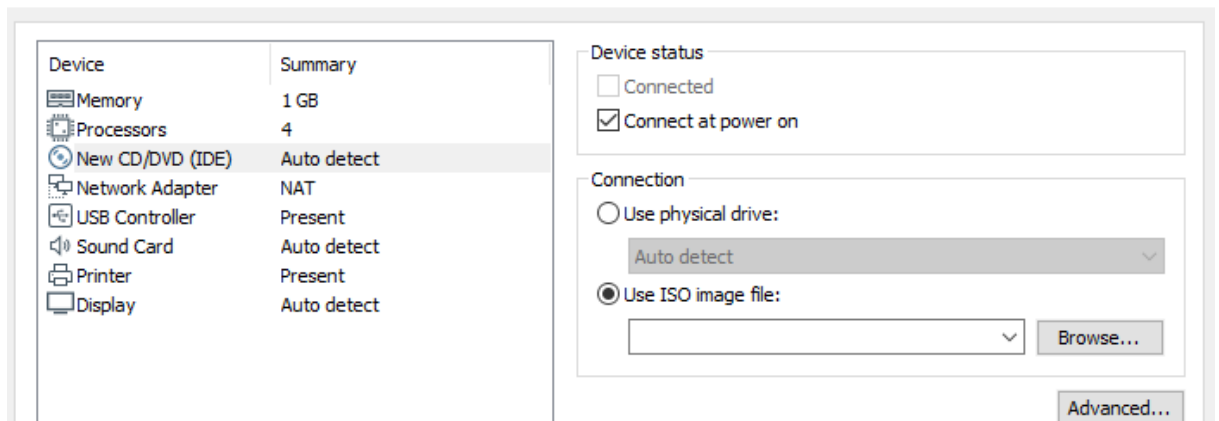 Device Summary
Memory 1 GB
Processors 4
New CD/DVD (IDE) Auto detect
Network Adapter NAT
USB Controller Present
Sound Card Auto detect
Printer Present
Display Auto detect
Device status
Connected
Connect at power on
Connection
Use physical drive:
Auto detect
Use ISO image file:
Browse...
Advanced...